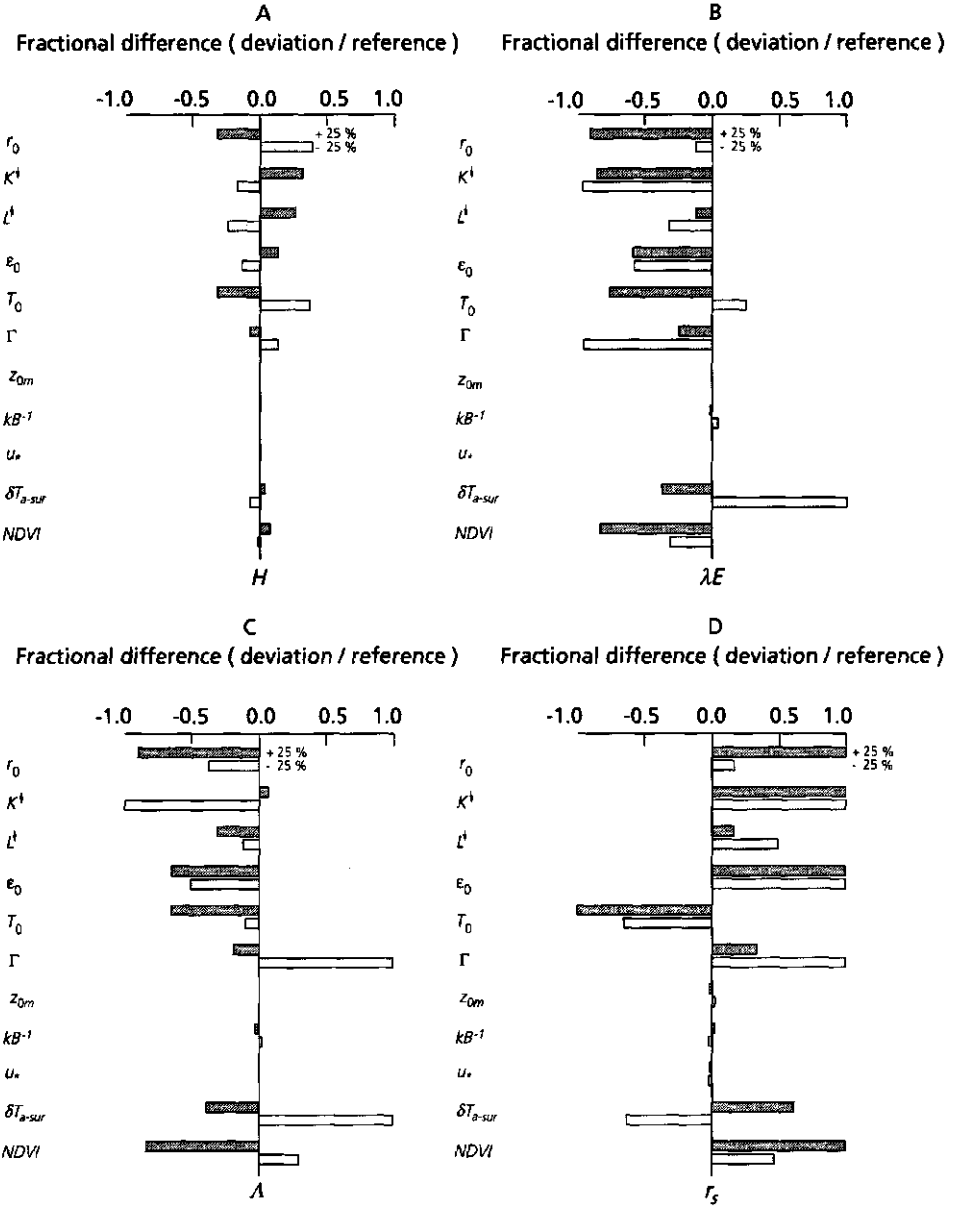 A
Fractional difference ( deviation / reference )
-1.0 -0.5 0.0 0.5 1.0
r0
+ 25 %
- 25 %
K↓
L↓
ε0
T0
Γ
z0m
kB-1
u*
δTa-sur
NDVI
H
B
Fractional difference ( deviation / reference )
-1.0 -0.5 0.0 0.5 1.0
r0
+ 25 %
- 25 %
K↓
L↓
ε0
T0
Γ
z0m
kB-1
u*
δTa-sur
NDVI
λE
C
Fractional difference ( deviation / reference )
-1.0 -0.5 0.0 0.5 1.0
r0
+ 25 %
- 25 %
K↓
L↓
ε0
T0
Γ
z0m
kB-1
u*
δTa-sur
NDVI
Λ
D
Fractional difference ( deviation / reference )
-1.0 -0.5 0.0 0.5 1.0
r0
+ 25 %
- 25 %
K↓
L↓
ε0
T0
Γ
z0m
kB-1
u*
δTa-sur
NDVI
rs